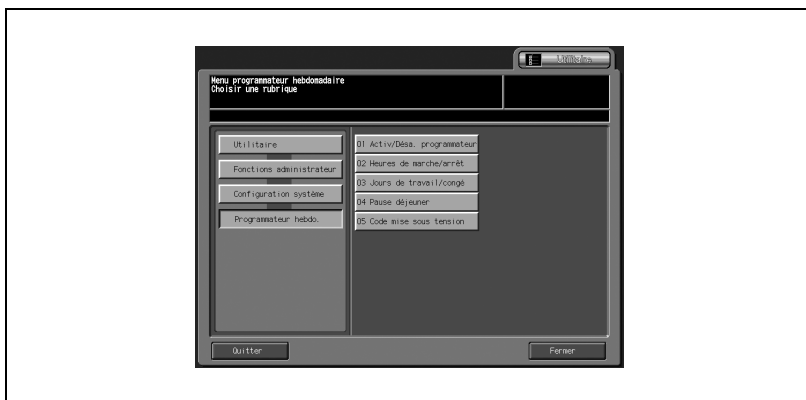 Utilitaire
Menu programmateur hebdomadaire
Choisir une rubrique
Utilitaire
Fonctions administrateur
Configuration système
Programmateur hebdo.
01 Activ/Désa. programmateur
02 Heures de marche/arrêt
03 Jours de travail/congé
04 Pause déjeuner
05 Code mise sous tension
Quitter
Fermer